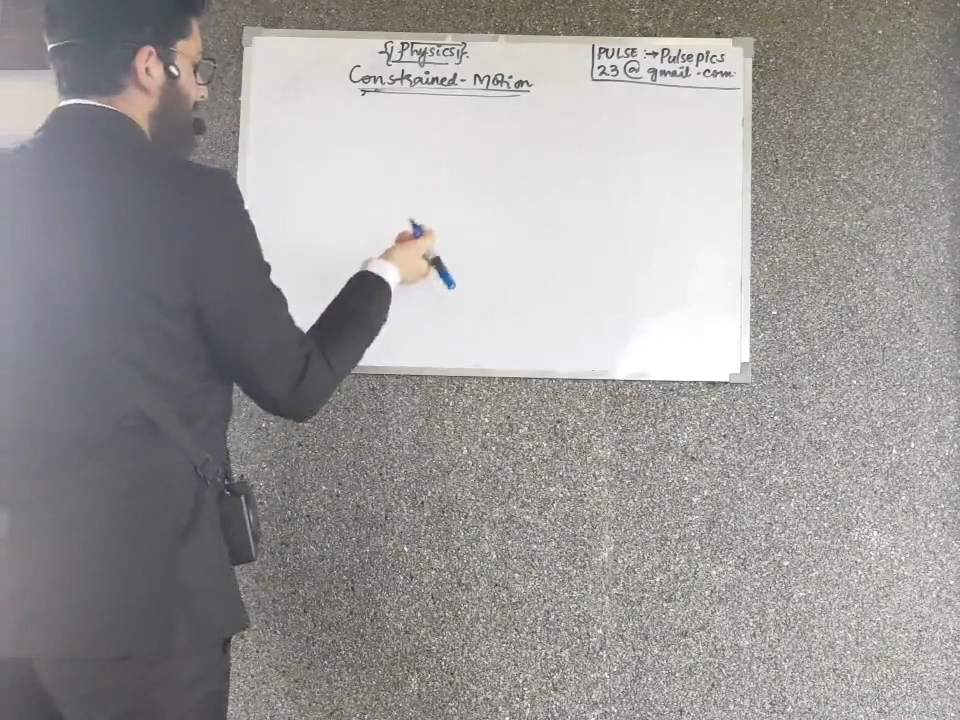 {Physics}.
Constrained-Motion
PULSE :→ Pulsepics
23@gmail.com.